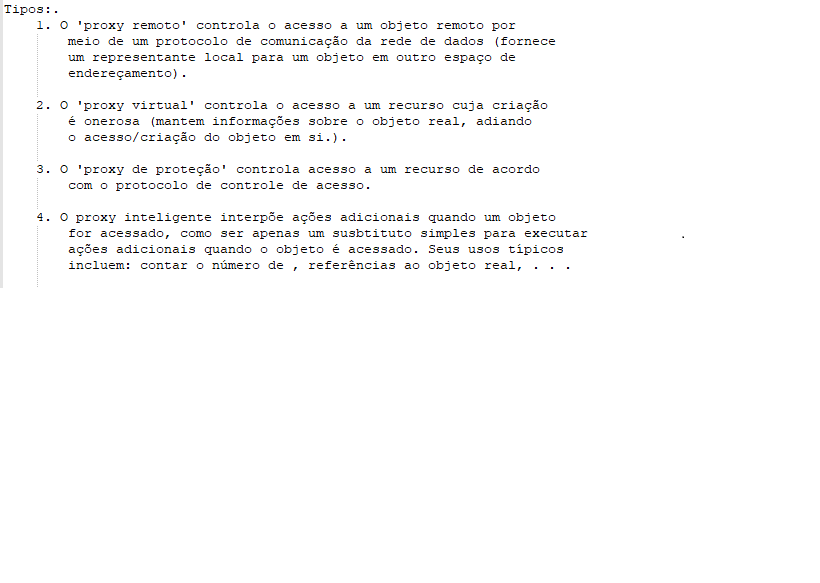 Tipos:.
1. O 'proxy remoto' controla o acesso a um objeto remoto por
meio de um protocolo de comunicação da rede de dados (fornece
um representante local para um objeto em outro espaço de
endereçamento).
2. O 'proxy virtual' controla o acesso a um recurso cuja criação
é onerosa (mantem informações sobre o objeto real, adiando
o acesso/criação do objeto em si.).
3. O 'proxy de proteção' controla acesso a um recurso de acordo
com o protocolo de controle de acesso.
4. O proxy inteligente interpõe ações adicionais quando um objeto
for acessado, como ser apenas um susbtituto simples para executar .
ações adicionais quando o objeto é acessado. Seus usos típicos
incluem: contar o número de , referências ao objeto real, . . .